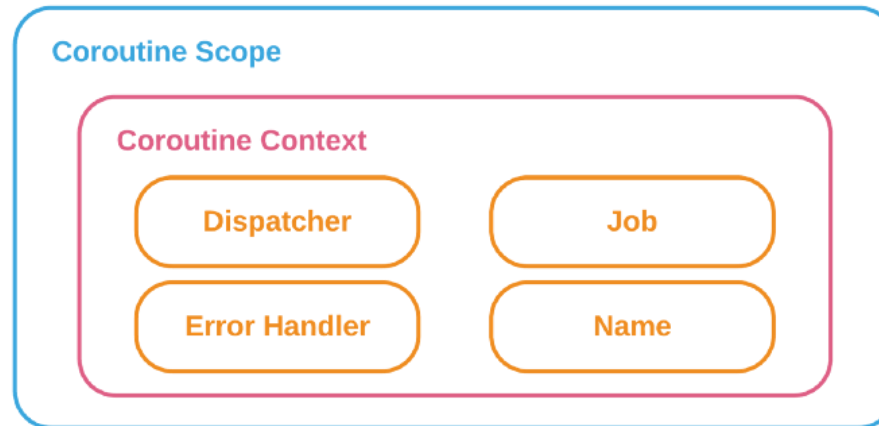 Coroutine Scope
Coroutine Context
Dispatcher
Job
Error Handler
Name